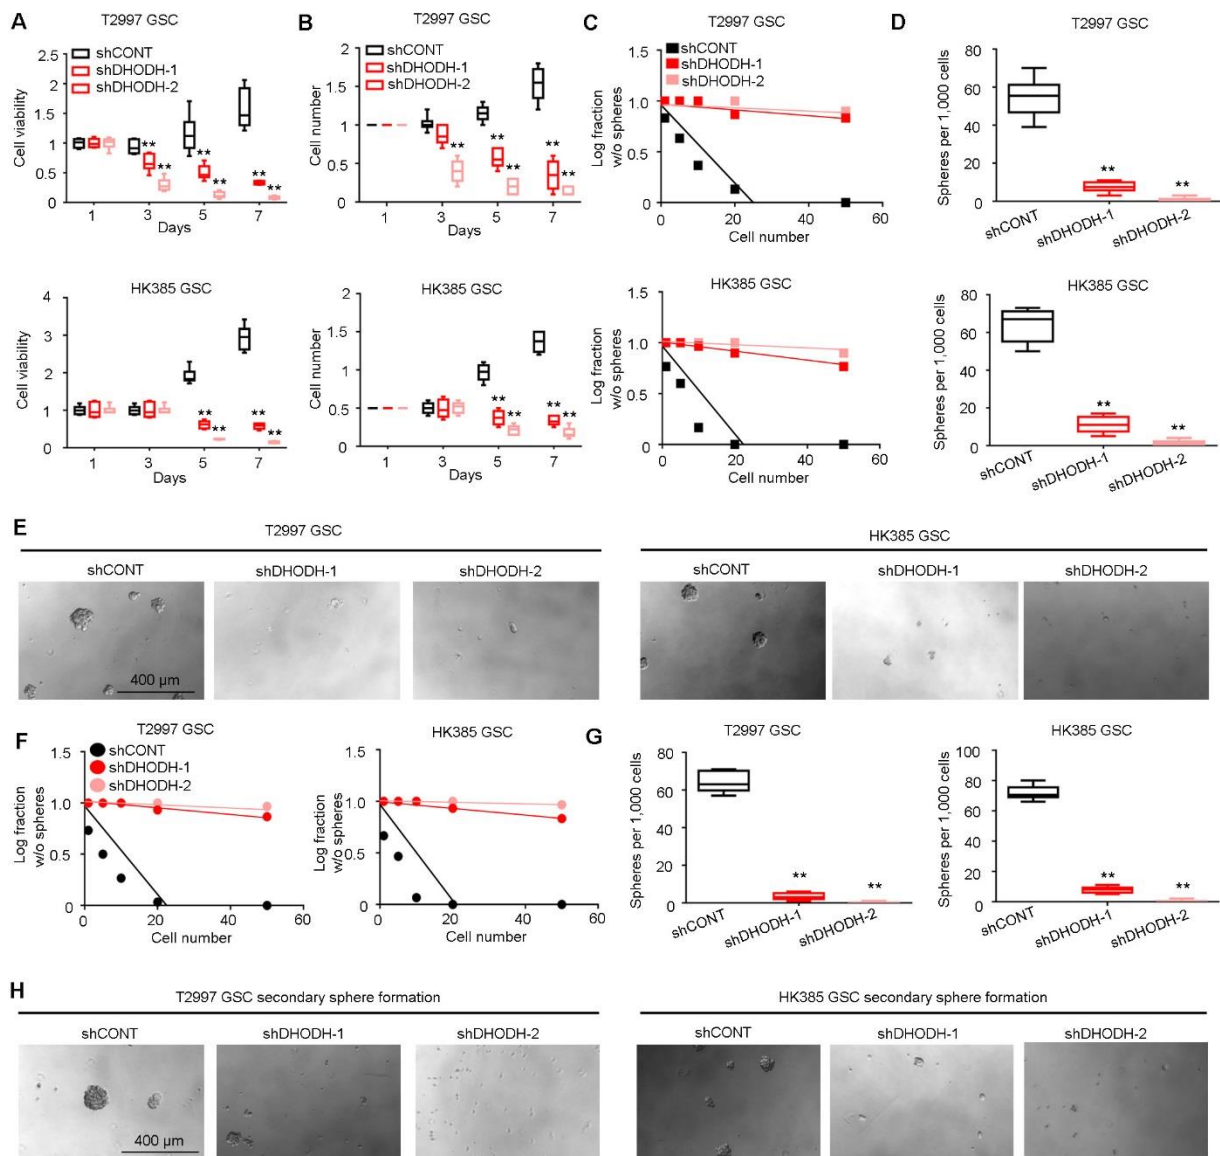 A
T2997 GSC
Cell viability
2.5
2
1.5
1
0.5
0
shCONT
shDHODH-1
shDHODH-2
**
**
**
**
**
**
1 3 5 7
Days
B
T2997 GSC
Cell number
2
1.5
1
0.5
0
shCONT
shDHODH-1
shDHODH-2
**
**
**
**
**
1 3 5 7
Days
C
T2997 GSC
Log fraction
w/o spheres
1.5
1.0
0.5
0
shCONT
shDHODH-1
shDHODH-2
0 20 40 60
Cell number
D
T2997 GSC
Spheres per 1,000 cells
80
60
40
20
0
**
**
shCONT
shDHODH-1
shDHODH-2
HK385 GSC
Cell viability
4
3
2
1
0
**
**
**
**
1 3 5 7
Days
HK385 GSC
Cell number
2
1.5
1
0.5
0
**
**
**
**
1 3 5 7
Days
HK385 GSC
Log fraction
w/o spheres
1.5
1.0
0.5
0
0 20 40 60
Cell number
HK385 GSC
Spheres per 1,000 cells
80
60
40
20
0
**
**
shCONT
shDHODH-1
shDHODH-2
E
T2997 GSC
shCONT
shDHODH-1
shDHODH-2
400 μm
HK385 GSC
shCONT
shDHODH-1
shDHODH-2
F
T2997 GSC
Log fraction
w/o spheres
1.5
1.0
0.5
0
shCONT
shDHODH-1
shDHODH-2
0 20 40 60
Cell number
HK385 GSC
Log fraction
w/o spheres
1.5
1.0
0.5
0
0 20 40 60
Cell number
G
T2997 GSC
Spheres per 1,000 cells
80
60
40
20
0
**
**
shCONT
shDHODH-1
shDHODH-2
HK385 GSC
Spheres per 1,000 cells
100
80
60
40
20
0
**
**
shCONT
shDHODH-1
shDHODH-2
H
T2997 GSC secondary sphere formation
shCONT
shDHODH-1
shDHODH-2
400 μm
HK385 GSC secondary sphere formation
shCONT
shDHODH-1
shDHODH-2